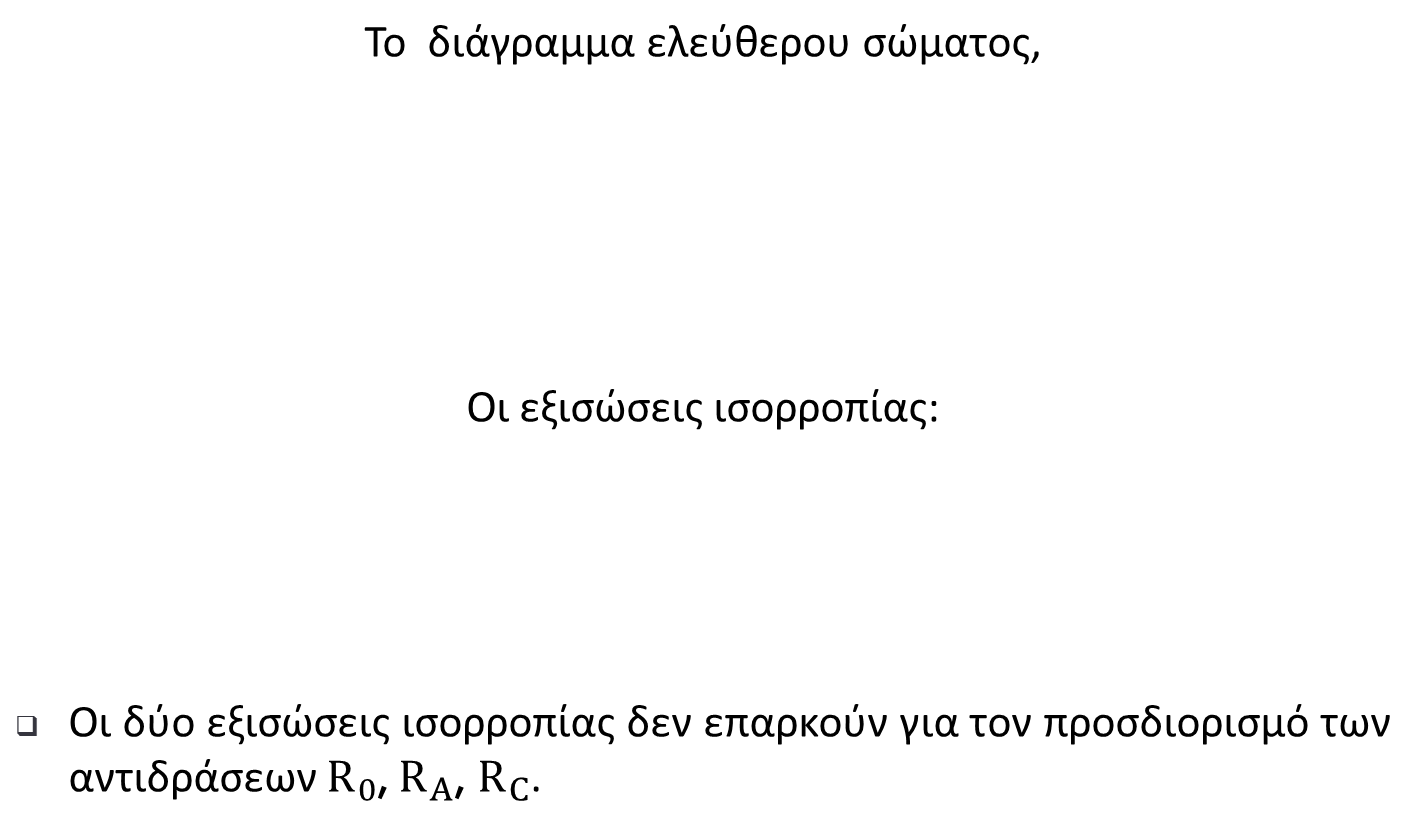 Το διάγραμμα ελεύθερου σώματος,
Οι εξισώσεις ισορροπίας:
❑ Οι δύο εξισώσεις ισορροπίας δεν επαρκούν για τον προσδιορισμό των
αντιδράσεων R₀, R_A, R_C.